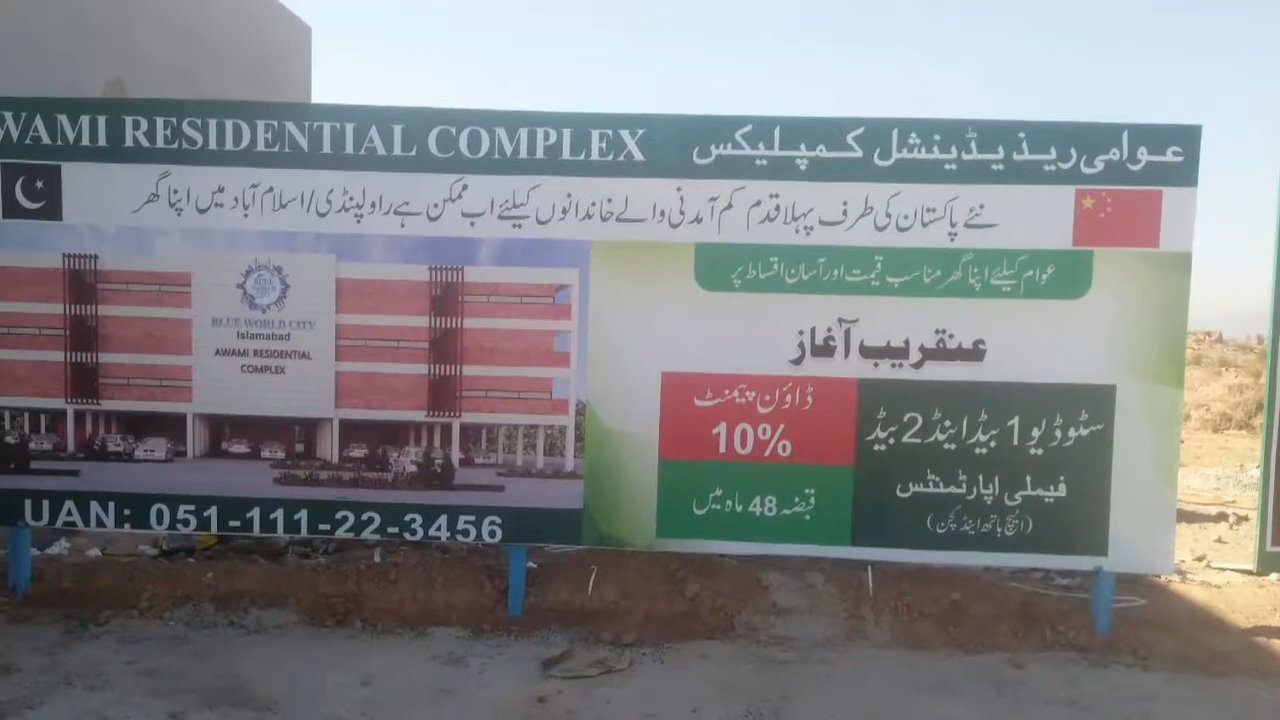 WAMI RESIDENTIAL COMPLEX عوامی ریذیڈینشل کمپلیکس
نئے پاکستان کی طرف پہلا قدم کم آمدنی والے خاندانوں کیلئے اب ممکن ہے راولپنڈی/اسلام آباد میں اپنا گھر
عوام کیلئے اپنا گھر مناسب قیمت اور آسان اقساط پر
عنقریب آغاز
BLUE WORLD CITY
BLUE WORLD CITY
Islamabad
AWAMI RESIDENTIAL
COMPLEX
سٹوڈیو 1 بیڈ اینڈ 2 بیڈ
فیملی اپارٹمنٹس
(اٹیچ باتھ اینڈ کچن)
ڈاؤن پیمنٹ
10%
قبضہ 48 ماہ میں
UAN: 051-111-22-3456